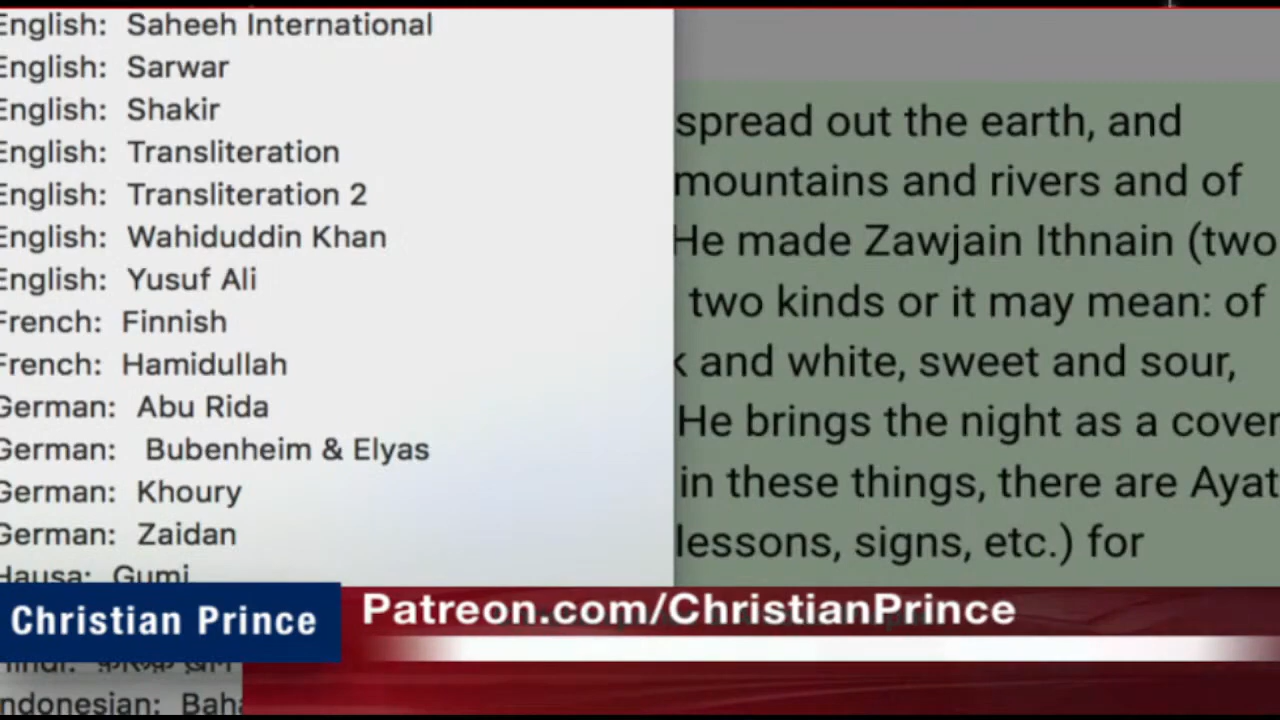 English: Saheeh International
English: Sarwar
English: Shakir
English: Transliteration
English: Transliteration 2
English: Wahiduddin Khan
English: Yusuf Ali
French: Finnish
French: Hamidullah
German: Abu Rida
German: Bubenheim & Elyas
German: Khoury
German: Zaidan
Hausa: Gumi
Indonesian: Baha
spread out the earth, and
mountains and rivers and of
He made Zawjain Ithnain (two
two kinds or it may mean: of
k and white, sweet and sour,
He brings the night as a cover
in these things, there are Ayat
lessons, signs, etc.) for
Christian Prince
Patreon.com/ChristianPrince